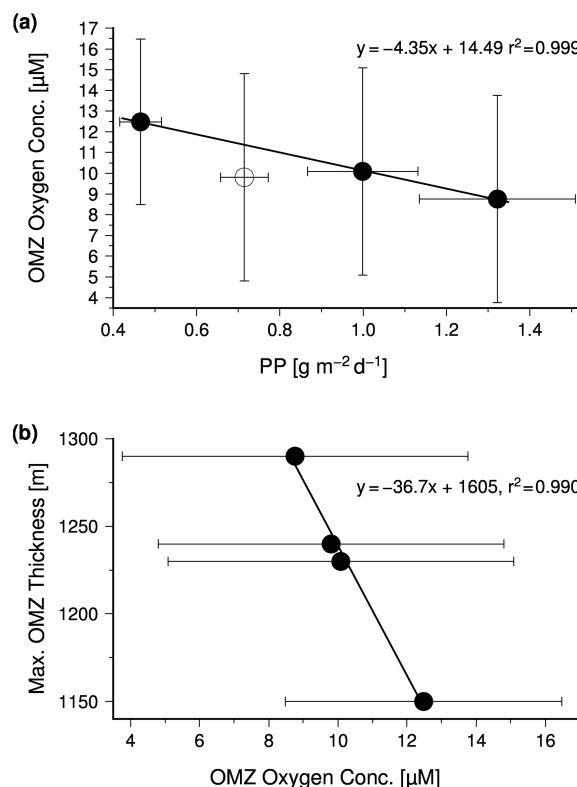 (a)
y = −4.35x + 14.49 r²=0.999
OMZ Oxygen Conc. [µM]
17
16
15
14
13
12
11
10
9
8
7
6
5
4
0.4 0.6 0.8 1.0 1.2 1.4
PP [g m⁻² d⁻¹]
(b)
y = −36.7x + 1605, r²=0.990
Max. OMZ Thickness [m]
1300
1250
1200
1150
4 6 8 10 12 14 16
OMZ Oxygen Conc. [µM]